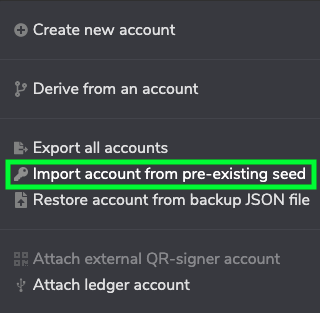 Create new account
Derive from an account
Export all accounts
Import account from pre-existing seed
Restore account from backup JSON file
Attach external QR-signer account
Attach ledger account